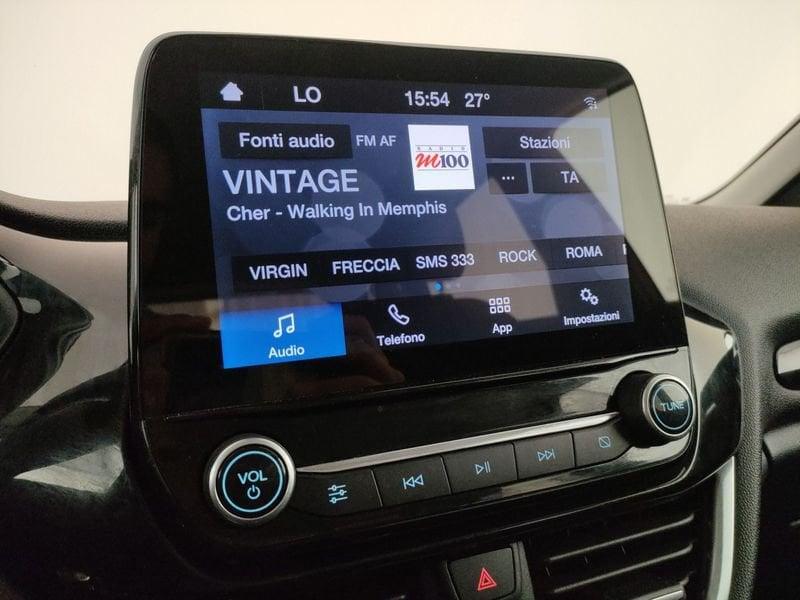 LO 15:54 27°
Fonti audio FM AF RADIO m100 Stazioni
VINTAGE ... TA
Cher - Walking In Memphis
VIRGIN FRECCIA SMS 333 ROCK ROMA
Audio Telefono App Impostazioni
VOL TUNE